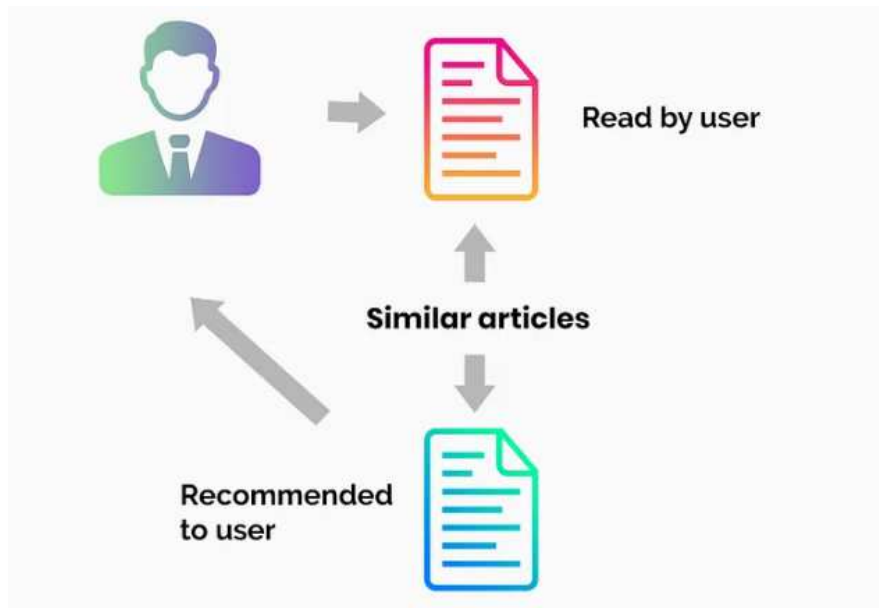 Read by user
Similar articles
Recommended
to user